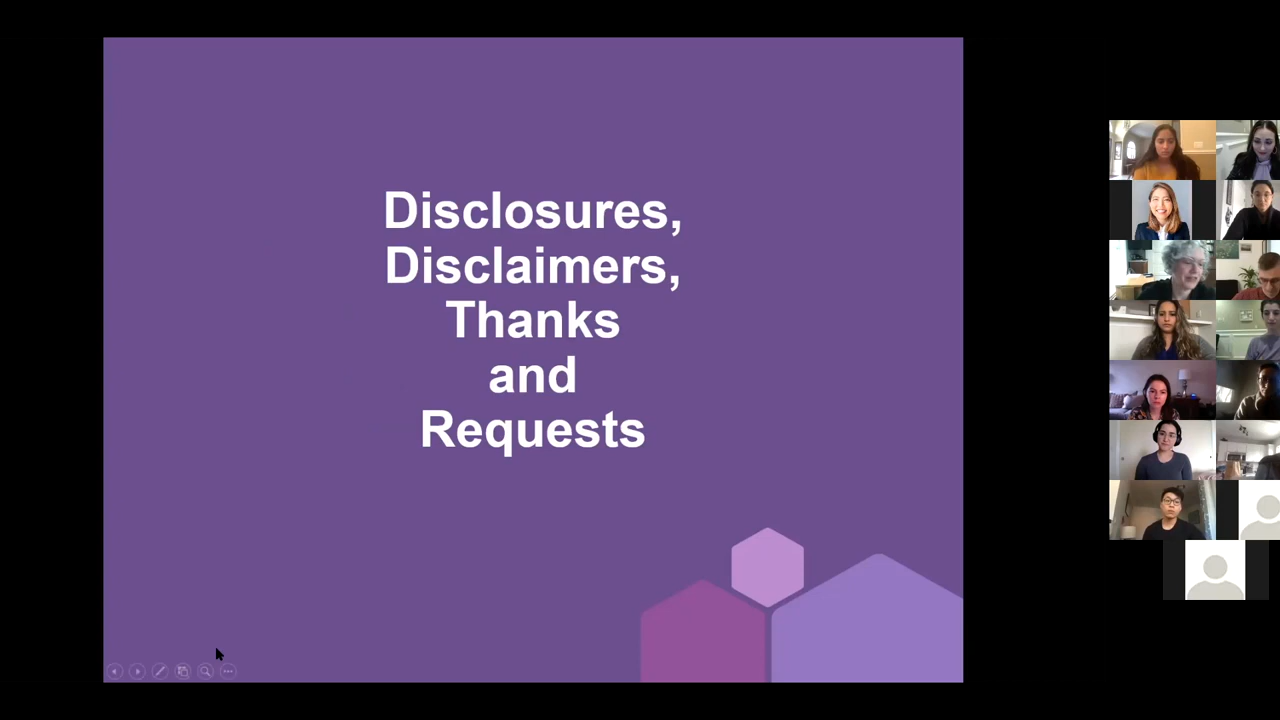 Disclosures,
Disclaimers,
Thanks
and
Requests